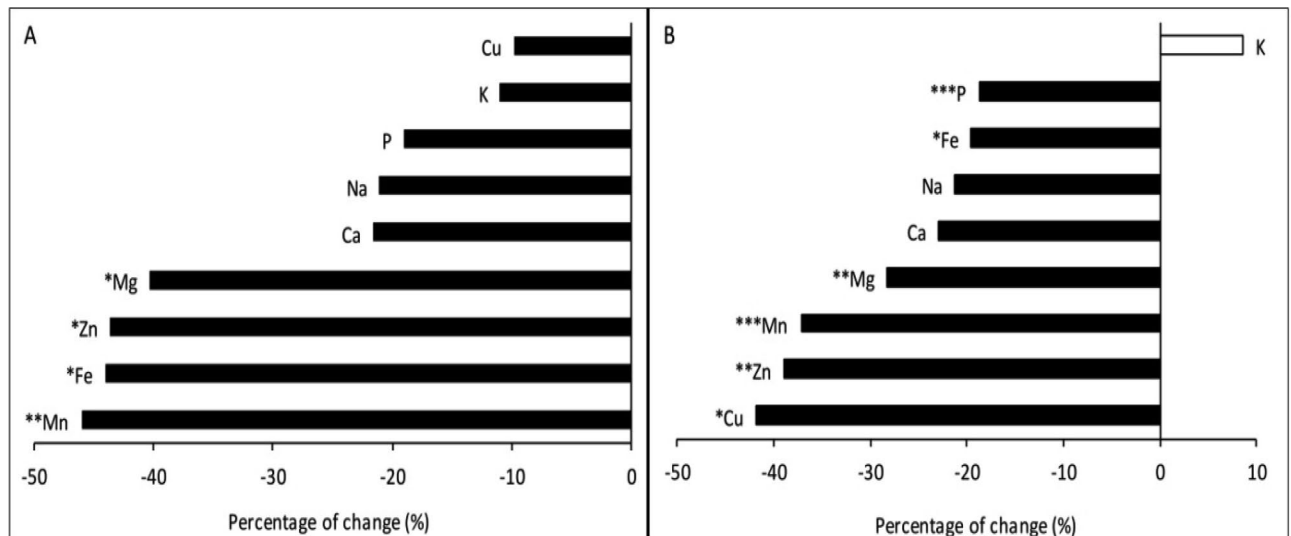 A
Cu
K
P
Na
Ca
*Mg
*Zn
*Fe
**Mn
-50 -40 -30 -20 -10 0
Percentage of change (%)
B
K
***P
*Fe
Na
Ca
**Mg
***Mn
**Zn
*Cu
-50 -40 -30 -20 -10 0 10
Percentage of change (%)